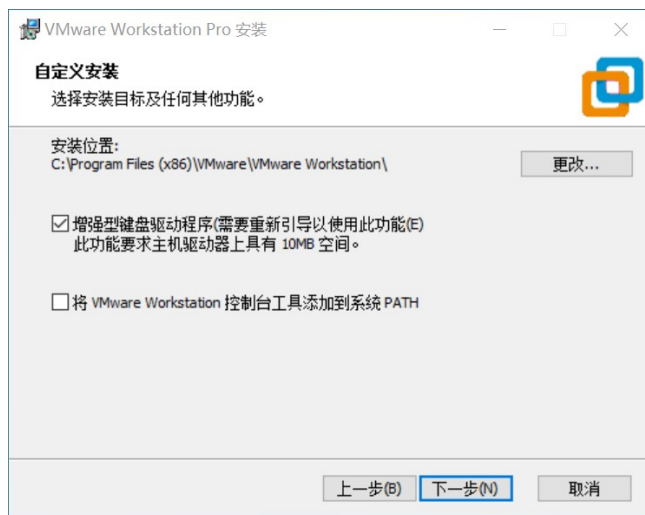 VMware Workstation Pro 安装
自定义安装
选择安装目标及任何其他功能。
安装位置:
C:\Program Files (x86)\VMware\VMware Workstation\
更改...
增强型键盘驱动程序(需要重新引导以使用此功能(E)
此功能要求主机驱动器上具有 10MB 空间。
将 VMware Workstation 控制台工具添加到系统 PATH
上一步(B) 下一步(N) 取消